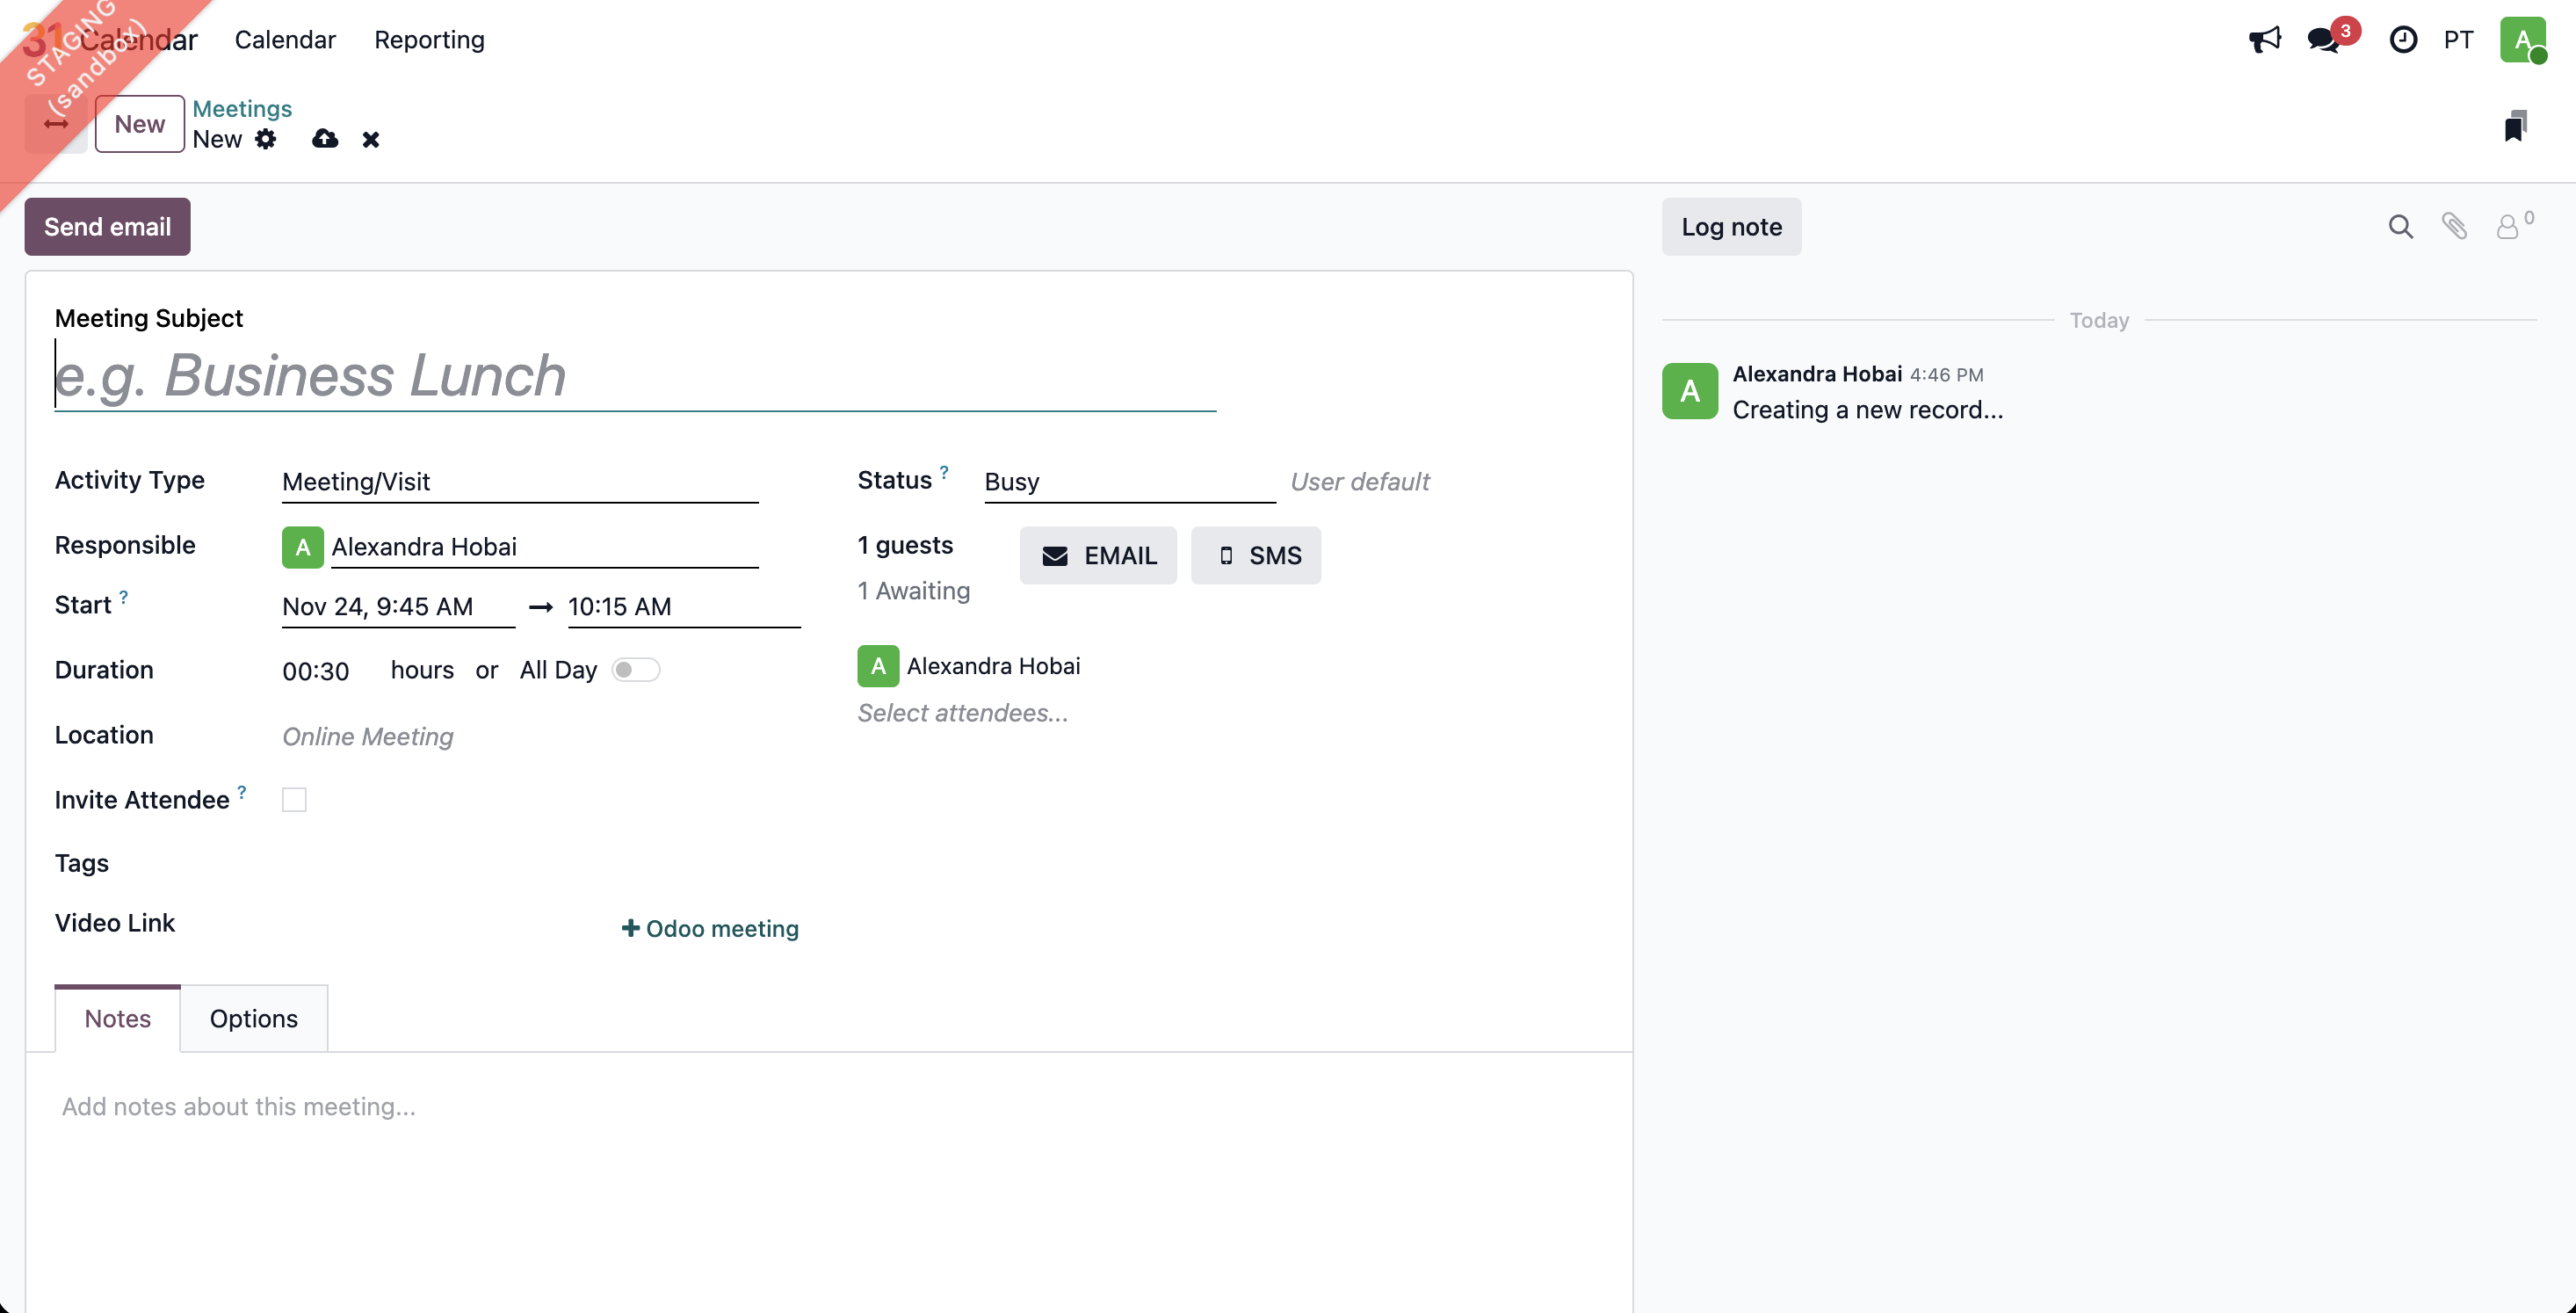 31 Calendar Calendar Reporting 3 PT A
STAGING
(sandbox)
New Meetings
New
Send email
Log note
0
Meeting Subject
e.g. Business Lunch
Today
A Alexandra Hobai 4:46 PM
Creating a new record...
Activity Type Meeting/Visit
Status ? Busy User default
Responsible A Alexandra Hobai
1 guests EMAIL SMS
1 Awaiting
Start ? Nov 24, 9:45 AM → 10:15 AM
Duration 00:30 hours or All Day
A Alexandra Hobai
Select attendees...
Location Online Meeting
Invite Attendee ?
Tags
Video Link + Odoo meeting
Notes Options
Add notes about this meeting...